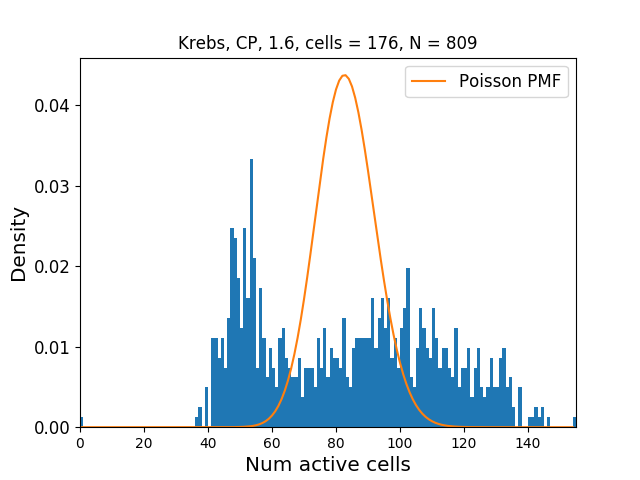 Krebs, CP, 1.6, cells = 176, N = 809
Poisson PMF
0.04
0.03
0.02
0.01
0.00
Density
0 20 40 60 80 100 120 140
Num active cells